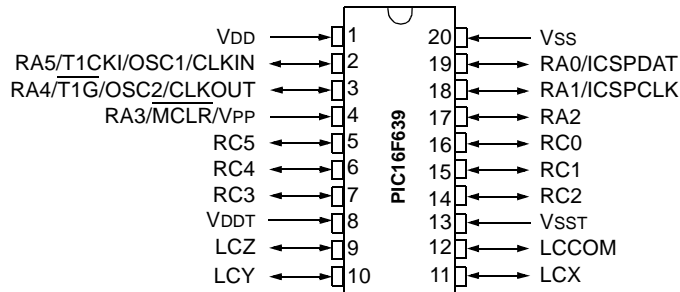 VDD 1 20 VSS
RA5/T1CKI/OSC1/CLKIN 2 19 RA0/ICSPDAT
RA4/T1G/OSC2/CLKOUT 3 18 RA1/ICSPCLK
RA3/MCLR/VPP 4 17 RA2
RC5 5 16 RC0
RC4 6 15 RC1
RC3 7 14 RC2
VDDT 8 13 VSST
LCZ 9 12 LCCOM
LCY 10 11 LCX
PIC16F639